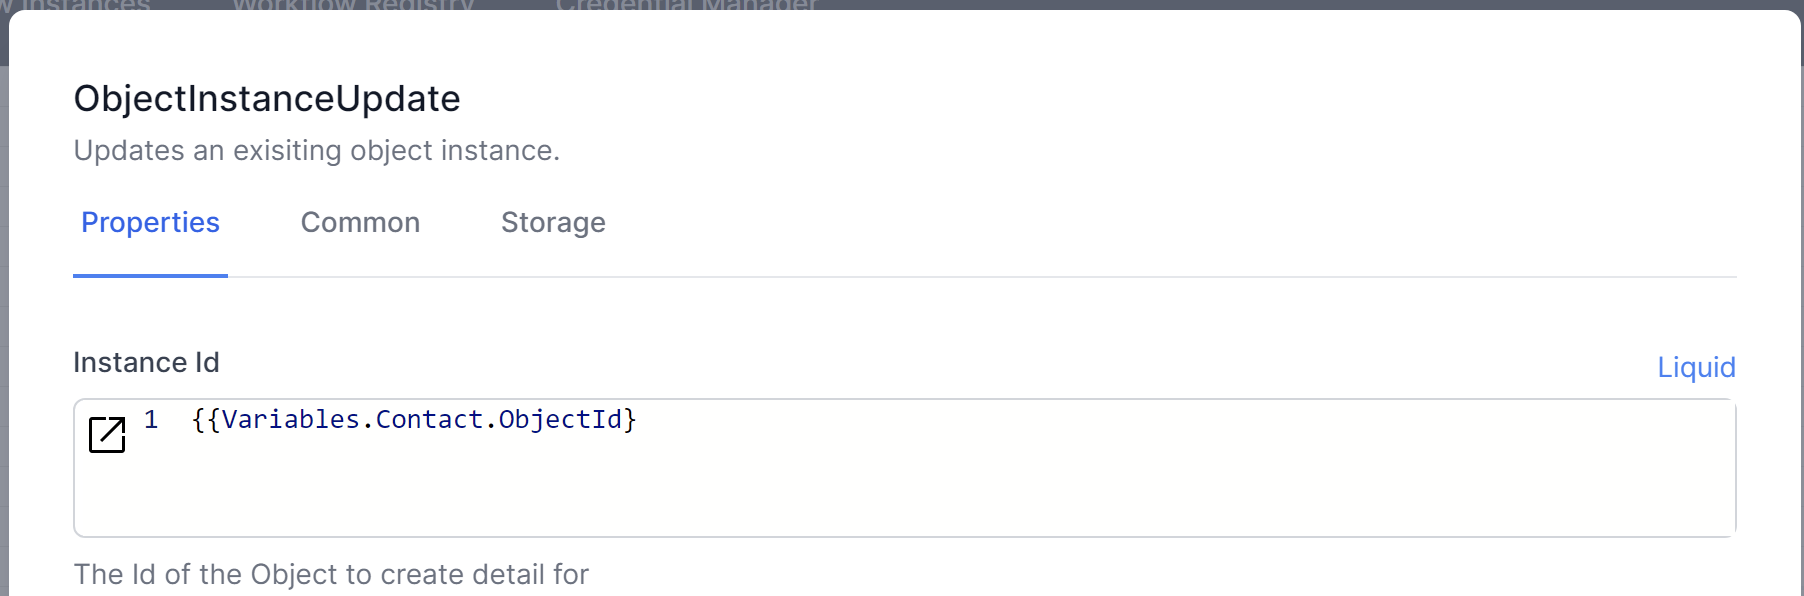 w Instances Workflow Registry Credential Manager
ObjectInstanceUpdate
Updates an exisiting object instance.
Properties Common Storage
Instance Id
Liquid
1 {{Variables.Contact.ObjectId}
The Id of the Object to create detail for